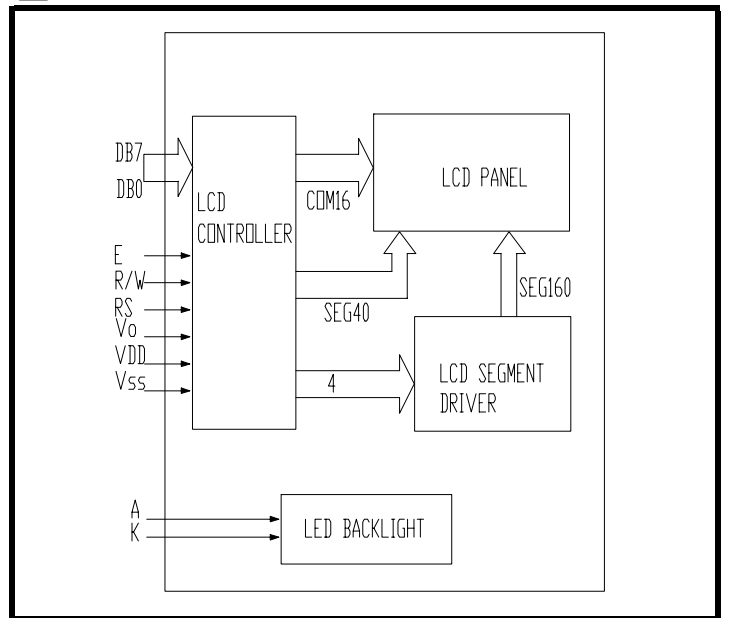 DB7
DB0
E
R/W
RS
Vo
VDD
Vss
LCD
CONTROLLER
COM16
SEG40
4
LCD PANEL
SEG160
LCD SEGMENT
DRIVER
A
K
LED BACKLIGHT